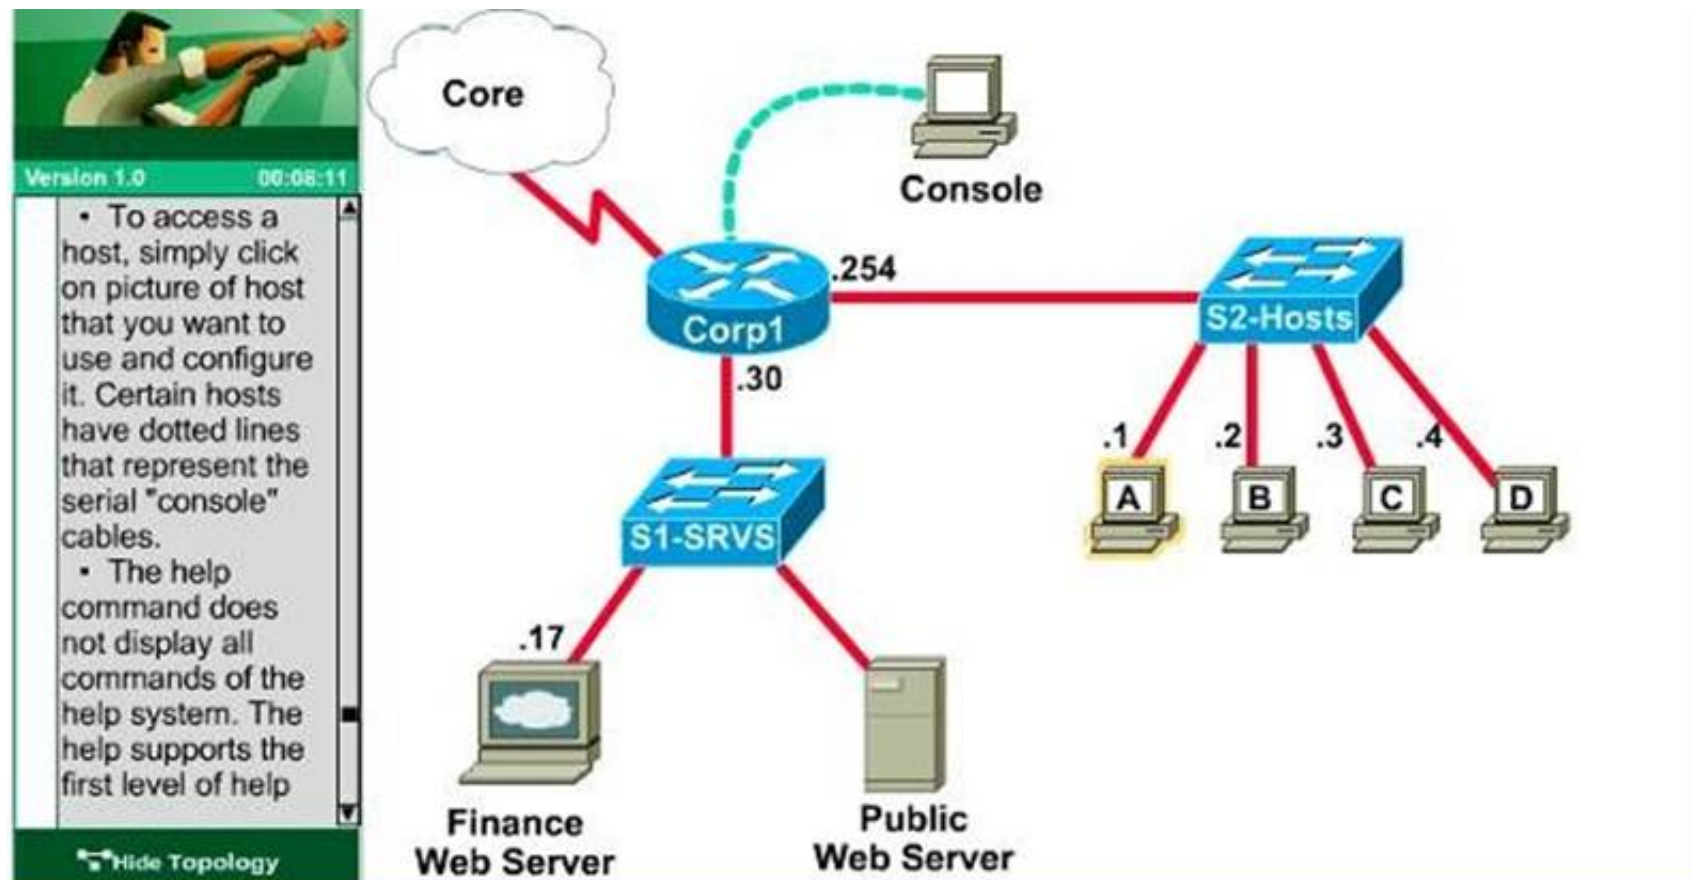 Version 1.0 00:08:11
• To access a
host, simply click
on picture of host
that you want to
use and configure
it. Certain hosts
have dotted lines
that represent the
serial "console"
cables.
• The help
command does
not display all
commands of the
help system. The
help supports the
first level of help
Hide Topology
Core
Console
.254
Corp1
S2-Hosts
.30
.1
.2
.3
.4
A
B
C
D
S1-SRVS
.17
Finance
Web Server
Public
Web Server